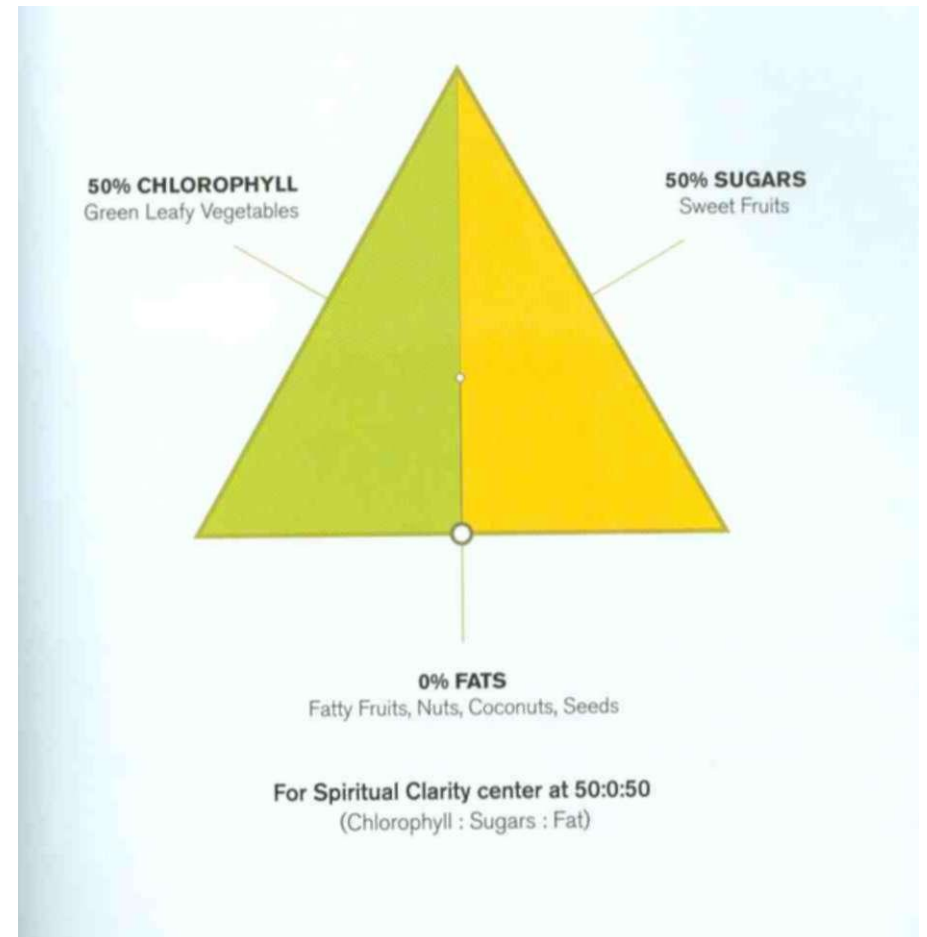 50% CHLOROPHYLL
Green Leafy Vegetables
50% SUGARS
Sweet Fruits
0% FATS
Fatty Fruits, Nuts, Coconuts, Seeds
For Spiritual Clarity center at 50:0:50
(Chlorophyll : Sugars : Fat)